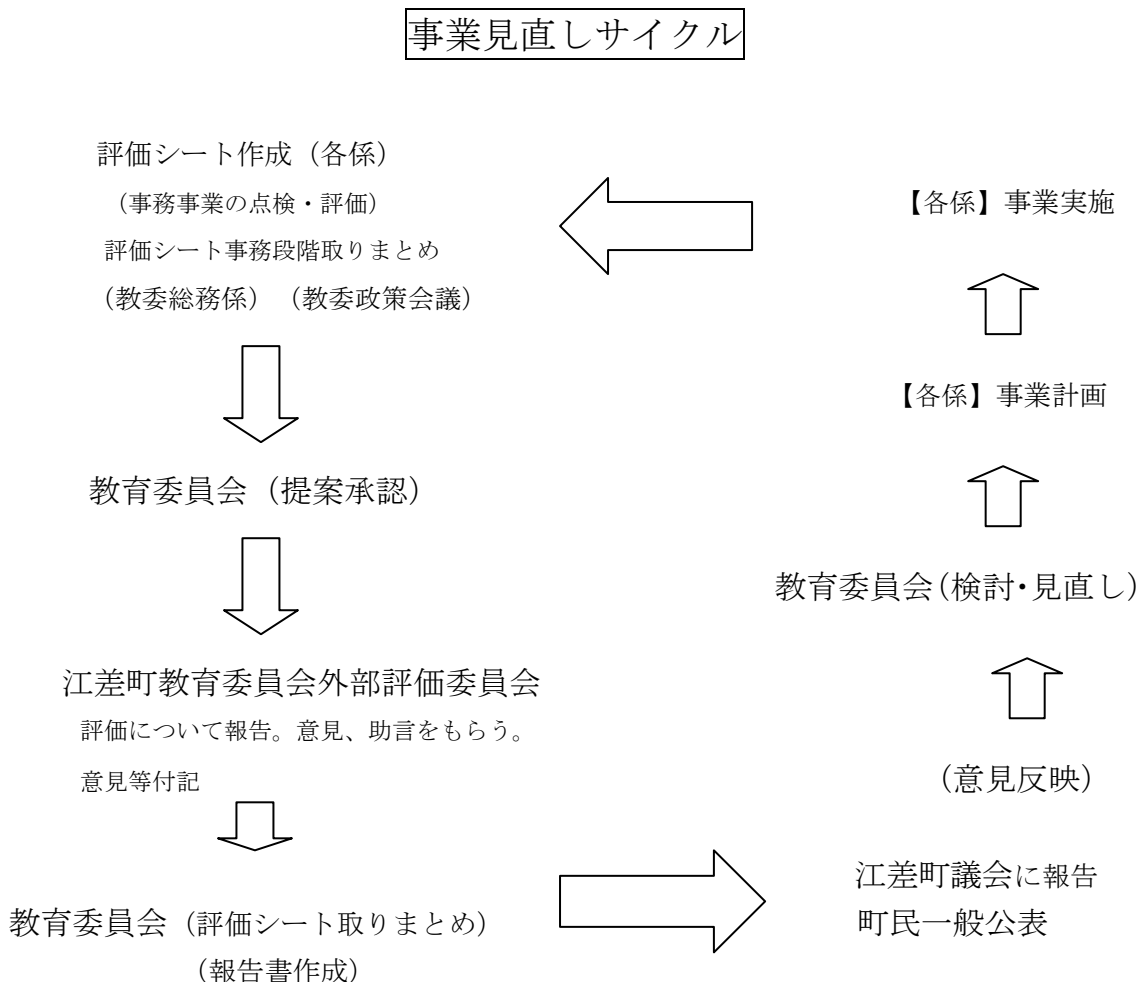 事業見直しサイクル
評価シート作成（各係）
（事務事業の点検・評価）
評価シート事務段階取りまとめ
（教委総務係）（教委政策会議）
教育委員会（提案承認）
江差町教育委員会外部評価委員会
評価について報告。意見、助言をもらう。
意見等付記
教育委員会（評価シート取りまとめ）
（報告書作成）
江差町議会に報告
町民一般公表
（意見反映）
教育委員会（検討・見直し）
【各係】事業計画
【各係】事業実施